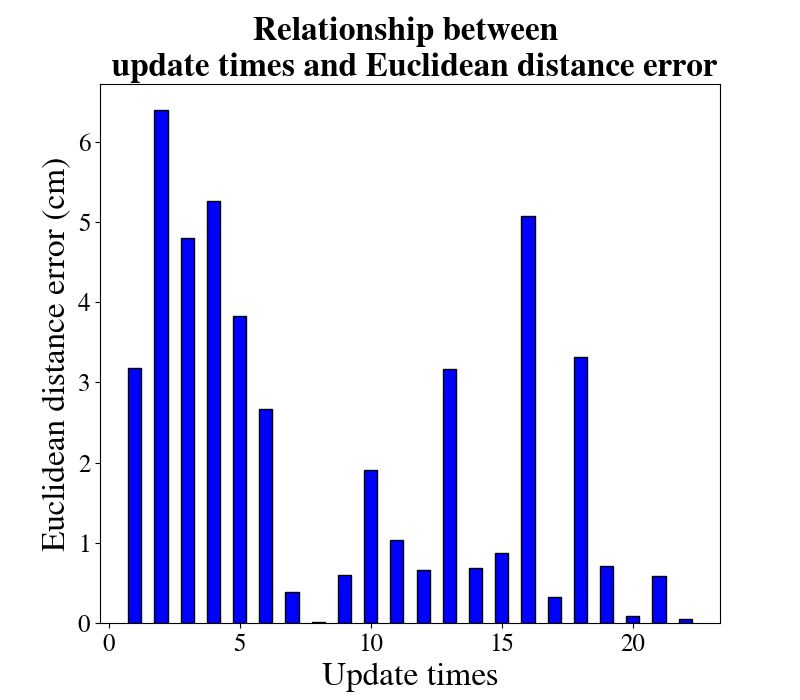 Relationship between
update times and Euclidean distance error
Euclidean distance error (cm)
6
5
4
3
2
1
0
0 5 10 15 20
Update times